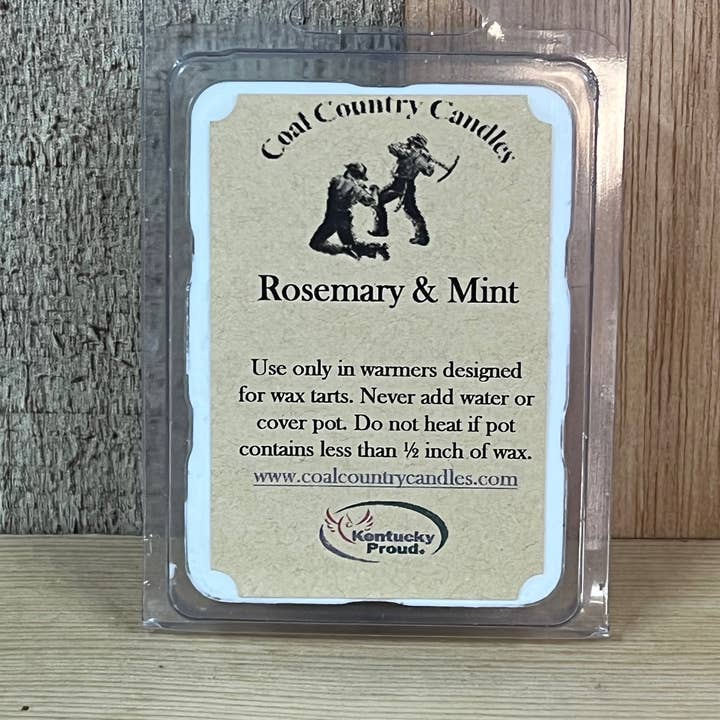 Coal Country Candles
Rosemary & Mint
Use only in warmers designed
for wax tarts. Never add water or
cover pot. Do not heat if pot
contains less than ½ inch of wax.
www.coalcountrycandles.com
Kentucky
Proud.